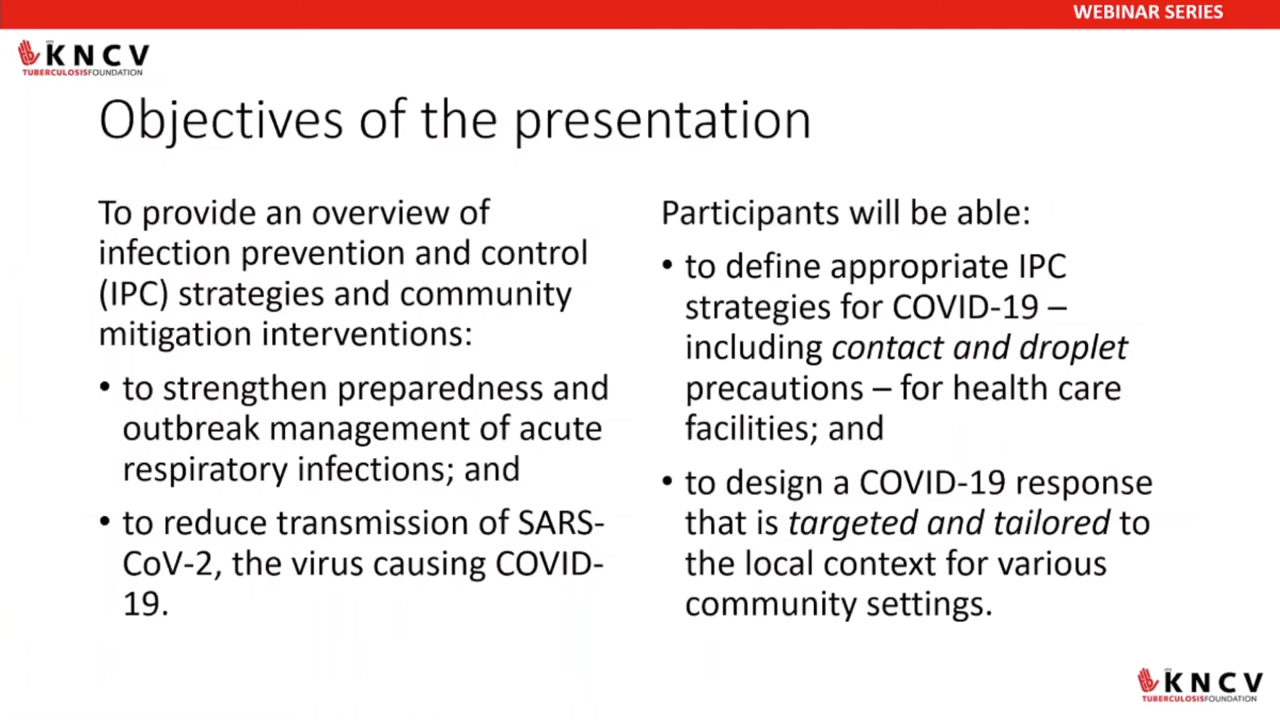 WEBINAR SERIES
KNCV
TUBERCULOSISFOUNDATION
Objectives of the presentation
To provide an overview of
infection prevention and control
(IPC) strategies and community
mitigation interventions:
• to strengthen preparedness and
outbreak management of acute
respiratory infections; and
• to reduce transmission of SARS-
CoV-2, the virus causing COVID-
19.
Participants will be able:
• to define appropriate IPC
strategies for COVID-19 –
including contact and droplet
precautions – for health care
facilities; and
• to design a COVID-19 response
that is targeted and tailored to
the local context for various
community settings.
KNCV
TUBERCULOSISFOUNDATION